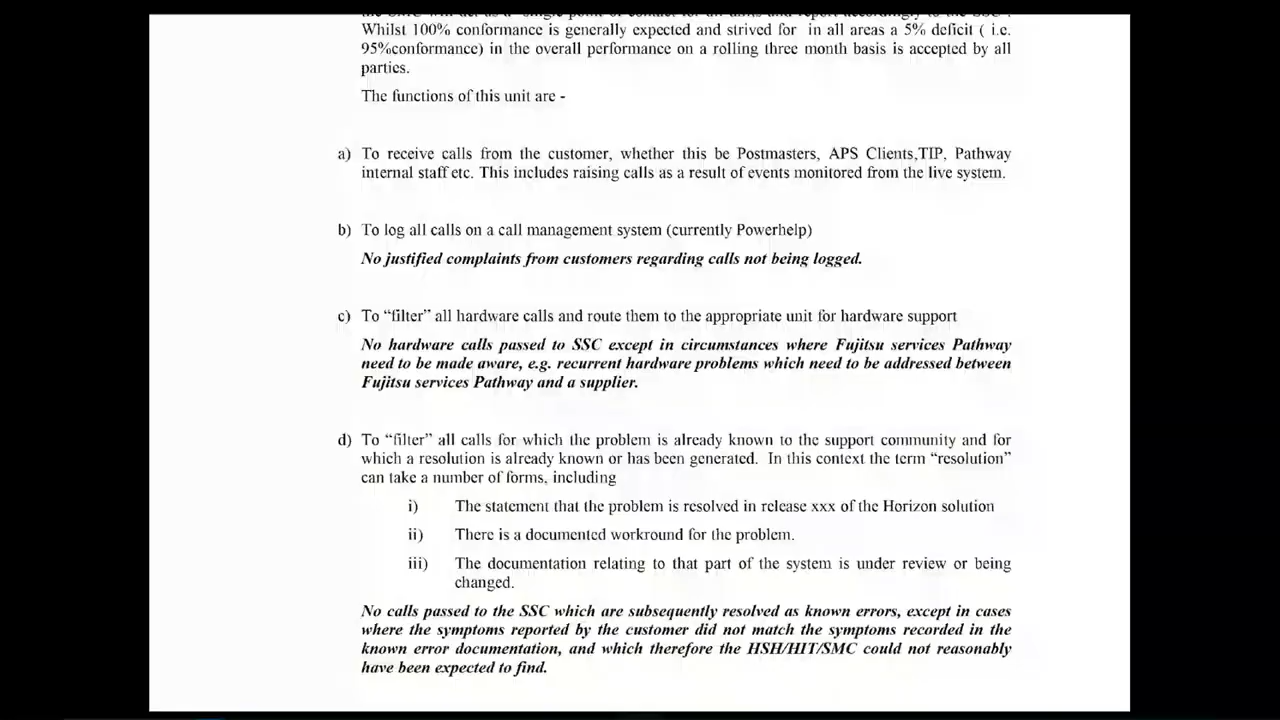 Whilst 100% conformance is generally expected and strived for in all areas a 5% deficit ( i.e.
95%conformance) in the overall performance on a rolling three month basis is accepted by all
parties.
The functions of this unit are -
a) To receive calls from the customer, whether this be Postmasters, APS Clients,TIP, Pathway
internal staff etc. This includes raising calls as a result of events monitored from the live system.
b) To log all calls on a call management system (currently Powerhelp)
No justified complaints from customers regarding calls not being logged.
c) To “filter” all hardware calls and route them to the appropriate unit for hardware support
No hardware calls passed to SSC except in circumstances where Fujitsu services Pathway
need to be made aware, e.g. recurrent hardware problems which need to be addressed between
Fujitsu services Pathway and a supplier.
d) To “filter” all calls for which the problem is already known to the support community and for
which a resolution is already known or has been generated. In this context the term “resolution”
can take a number of forms, including
i) The statement that the problem is resolved in release xxx of the Horizon solution
ii) There is a documented workround for the problem.
iii) The documentation relating to that part of the system is under review or being
changed.
No calls passed to the SSC which are subsequently resolved as known errors, except in cases
where the symptoms reported by the customer did not match the symptoms recorded in the
known error documentation, and which therefore the HSH/HIT/SMC could not reasonably
have been expected to find.